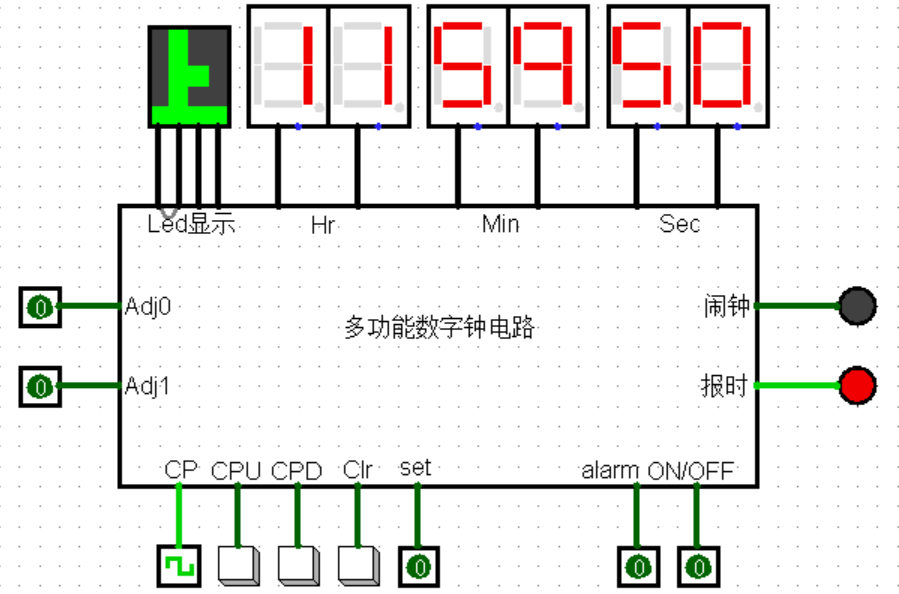 上 11 59 50
Led显示 Hr Min Sec
0 Adj0 闹钟
多功能数字钟电路
0 Adj1 报时
CP CPU CPD Clr set alarm ON/OFF
0 0 0